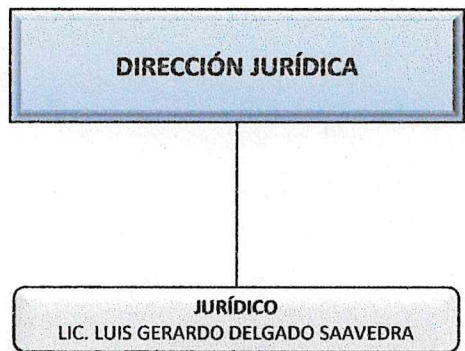 DIRECCIÓN JURÍDICA
JURÍDICO
LIC. LUIS GERARDO DELGADO SAAVEDRA